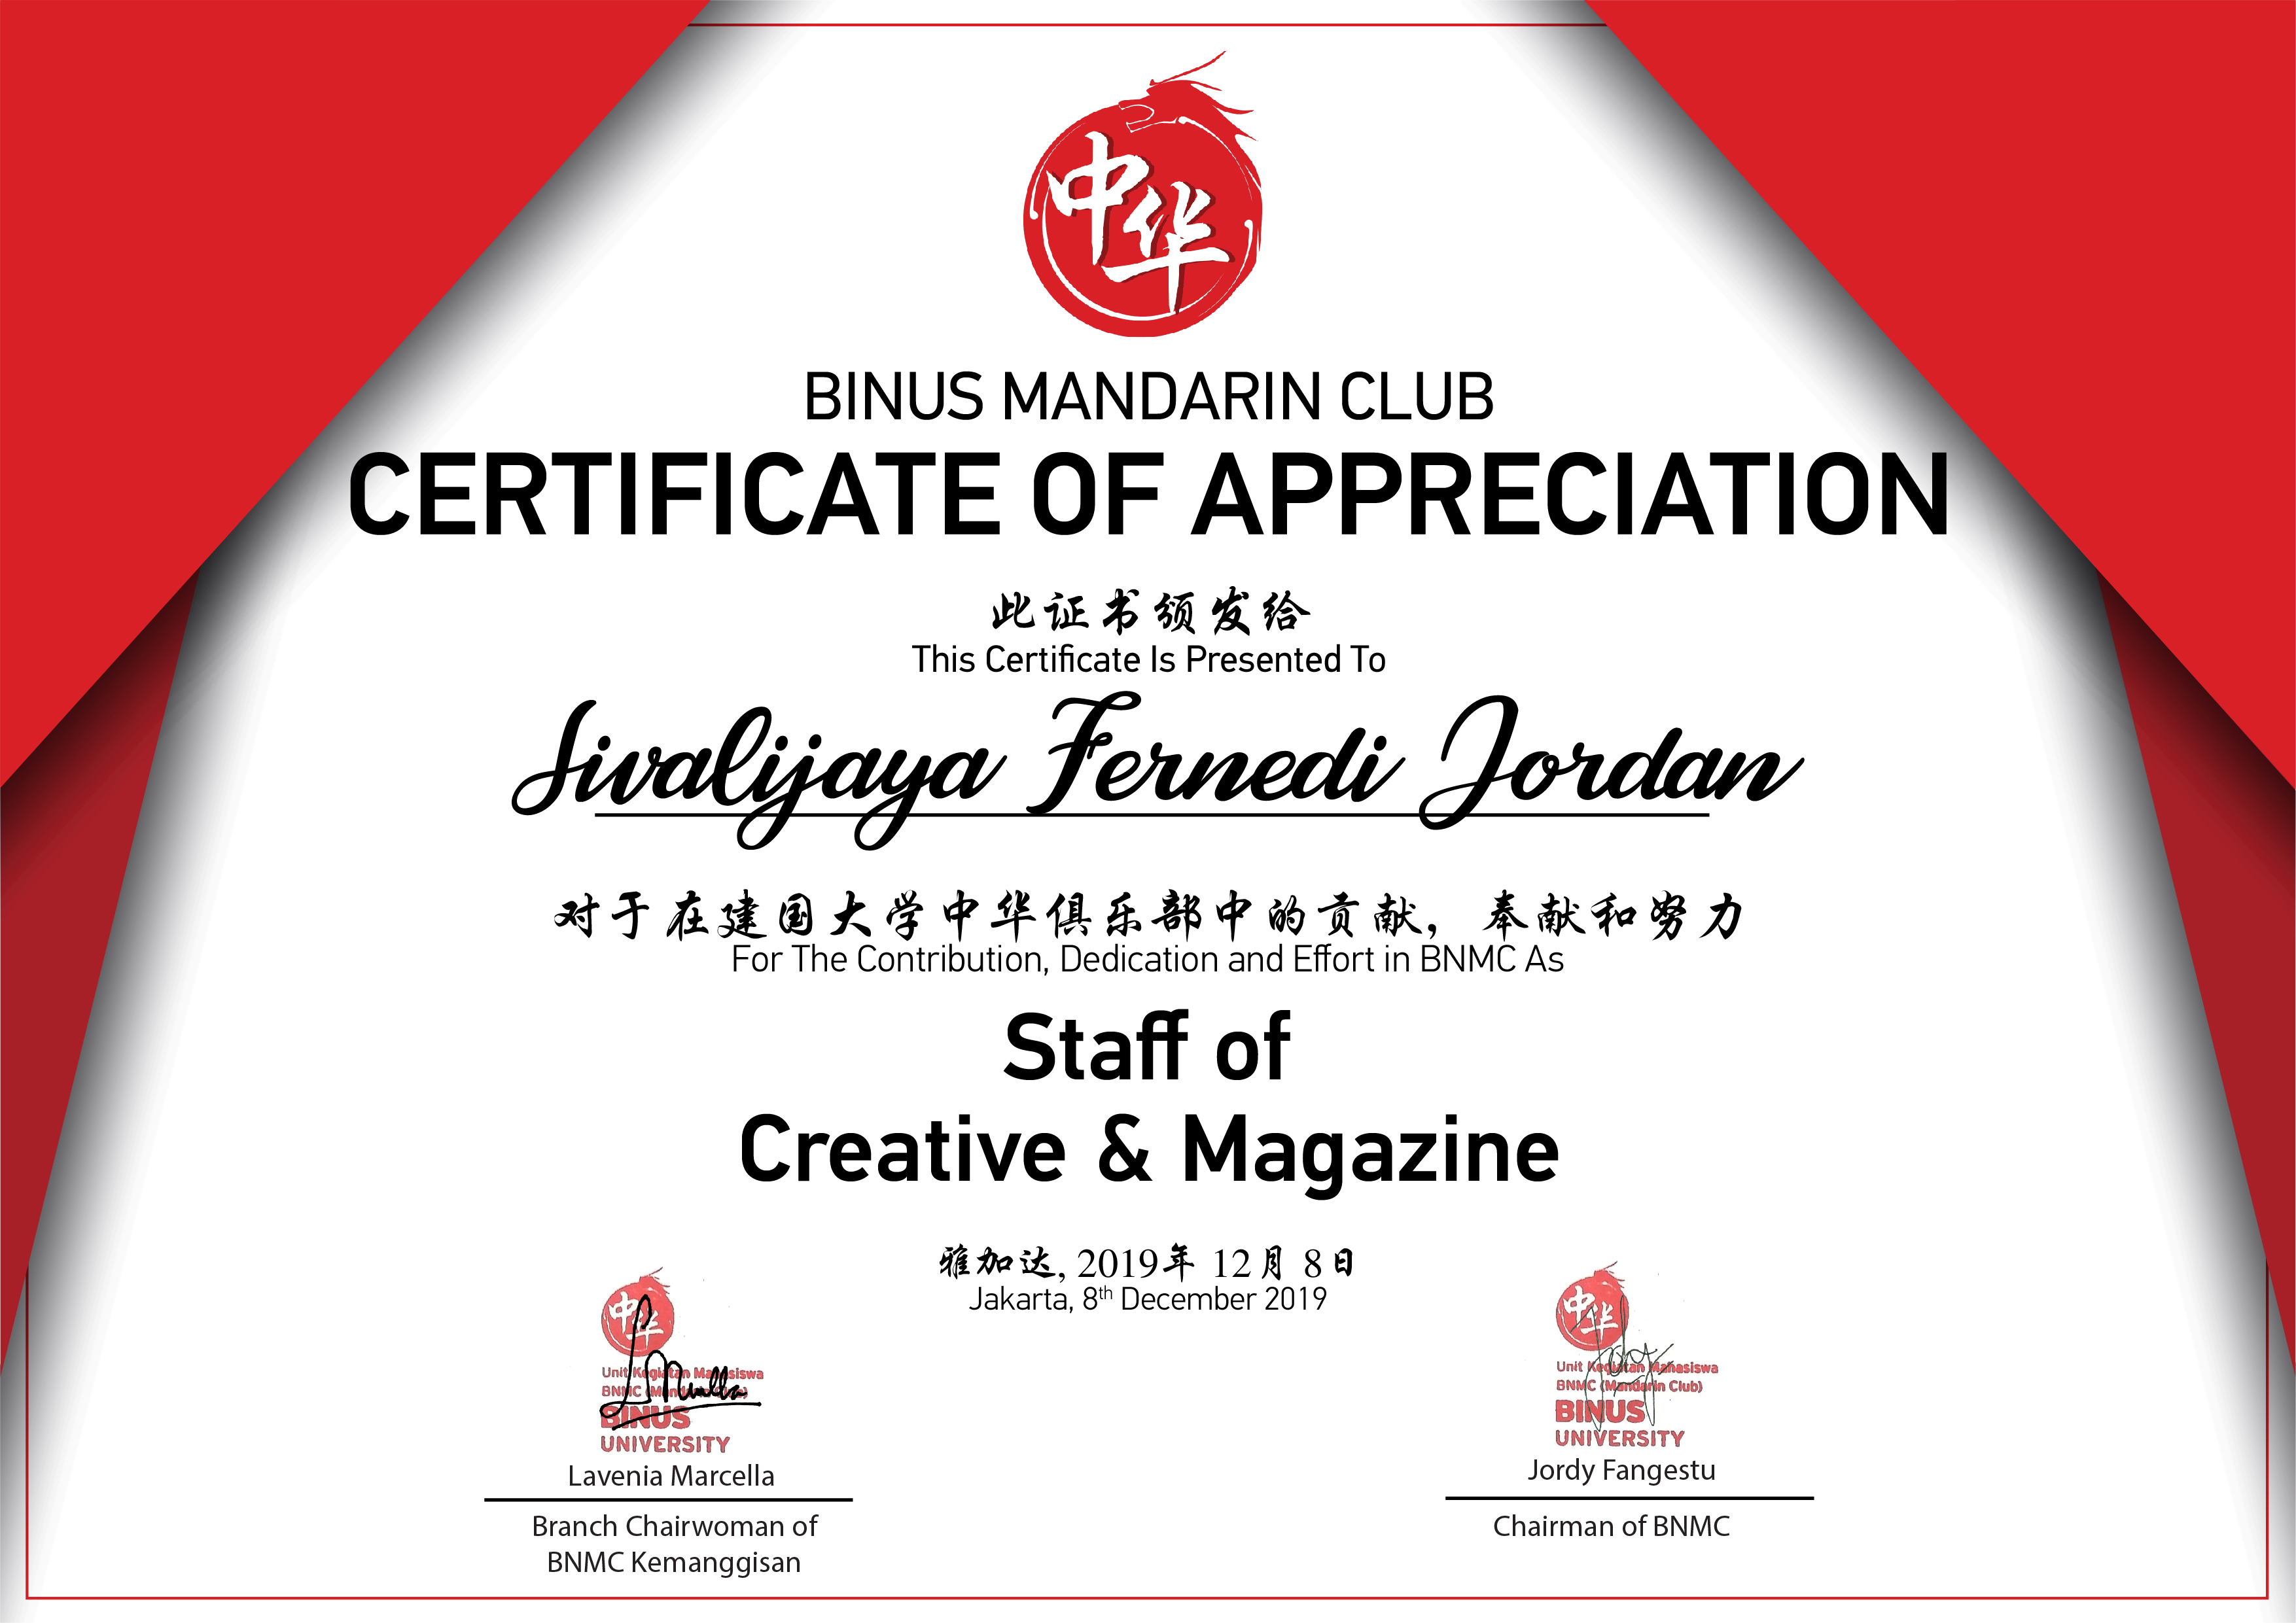 中华
BINUS MANDARIN CLUB
CERTIFICATE OF APPRECIATION
此证书颁发给
This Certificate Is Presented To
Sivalijaya Fernedi Jordan
对于在建国大学中华俱乐部中的贡献，奉献和努力
For The Contribution, Dedication and Effort in BNMC As
Staff of
Creative & Magazine
雅加达, 2019年 12月 8日
Jakarta, 8th December 2019
中华
Unit Kegiatan Mahasiswa
BNMC (Mandarin Club)
BINUS
UNIVERSITY
Lavenia Marcella
Branch Chairwoman of
BNMC Kemanggisan
中华
Unit Kegiatan Mahasiswa
BNMC (Mandarin Club)
BINUS
UNIVERSITY
Jordy Fangestu
Chairman of BNMC